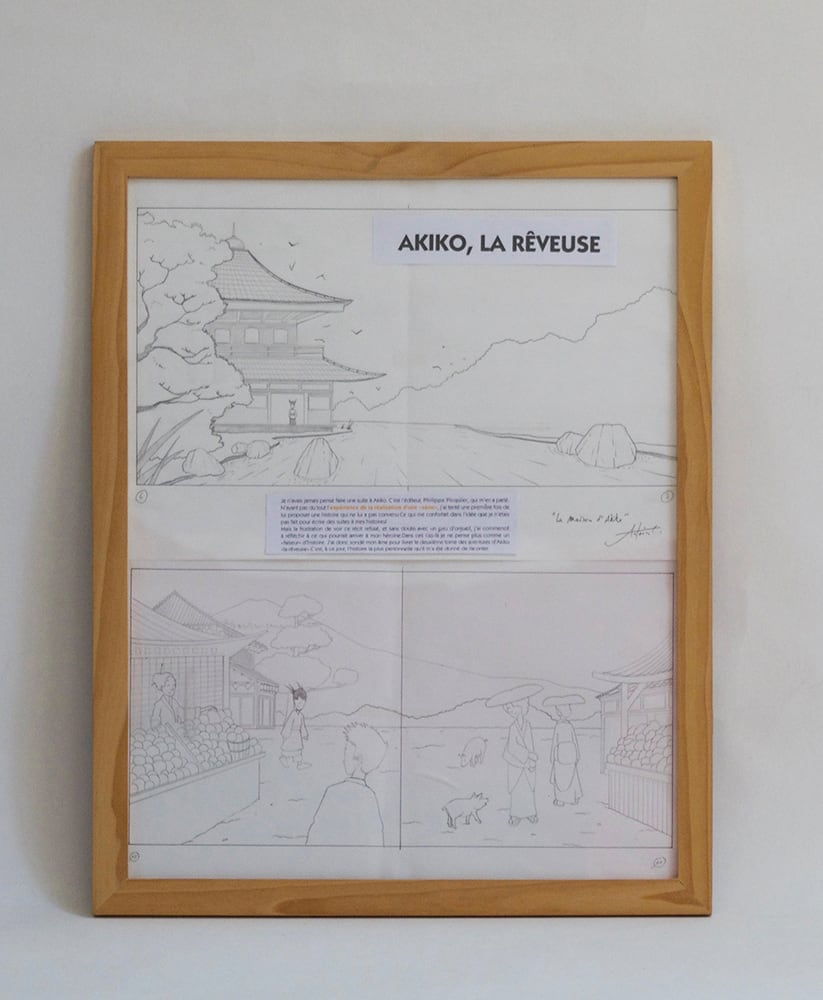 AKIKO, LA RÊVEUSE
Je n'avais jamais pensé faire une suite à Akiko. C'est l'éditeur, Philippe Picquier, qui m'en a parlé.
N'ayant pas du tout l'expérience de la réalisation d'une «série», j'ai tenté une première fois de
lui proposer une histoire qui ne lui a pas convenu. Ce qui me confortait dans l'idée que je n'étais
pas fait pour écrire des suites à mes histoires!
Mais la frustration de voir ce récit refusé, et sans doute avec un peu d'orgueil, j'ai commencé
à réfléchir à ce qui pourrait arriver à mon héroïne. Dans ces cas-là je ne pense plus comme un
«faiseur» d'histoire. J'ai donc sondé mon âme pour livrer le deuxième tome des aventures d'Akiko
«la rêveuse». C'est, à ce jour, l'histoire la plus personnelle qu'il m'a été donné de raconter.
"La maison d'Akiko"